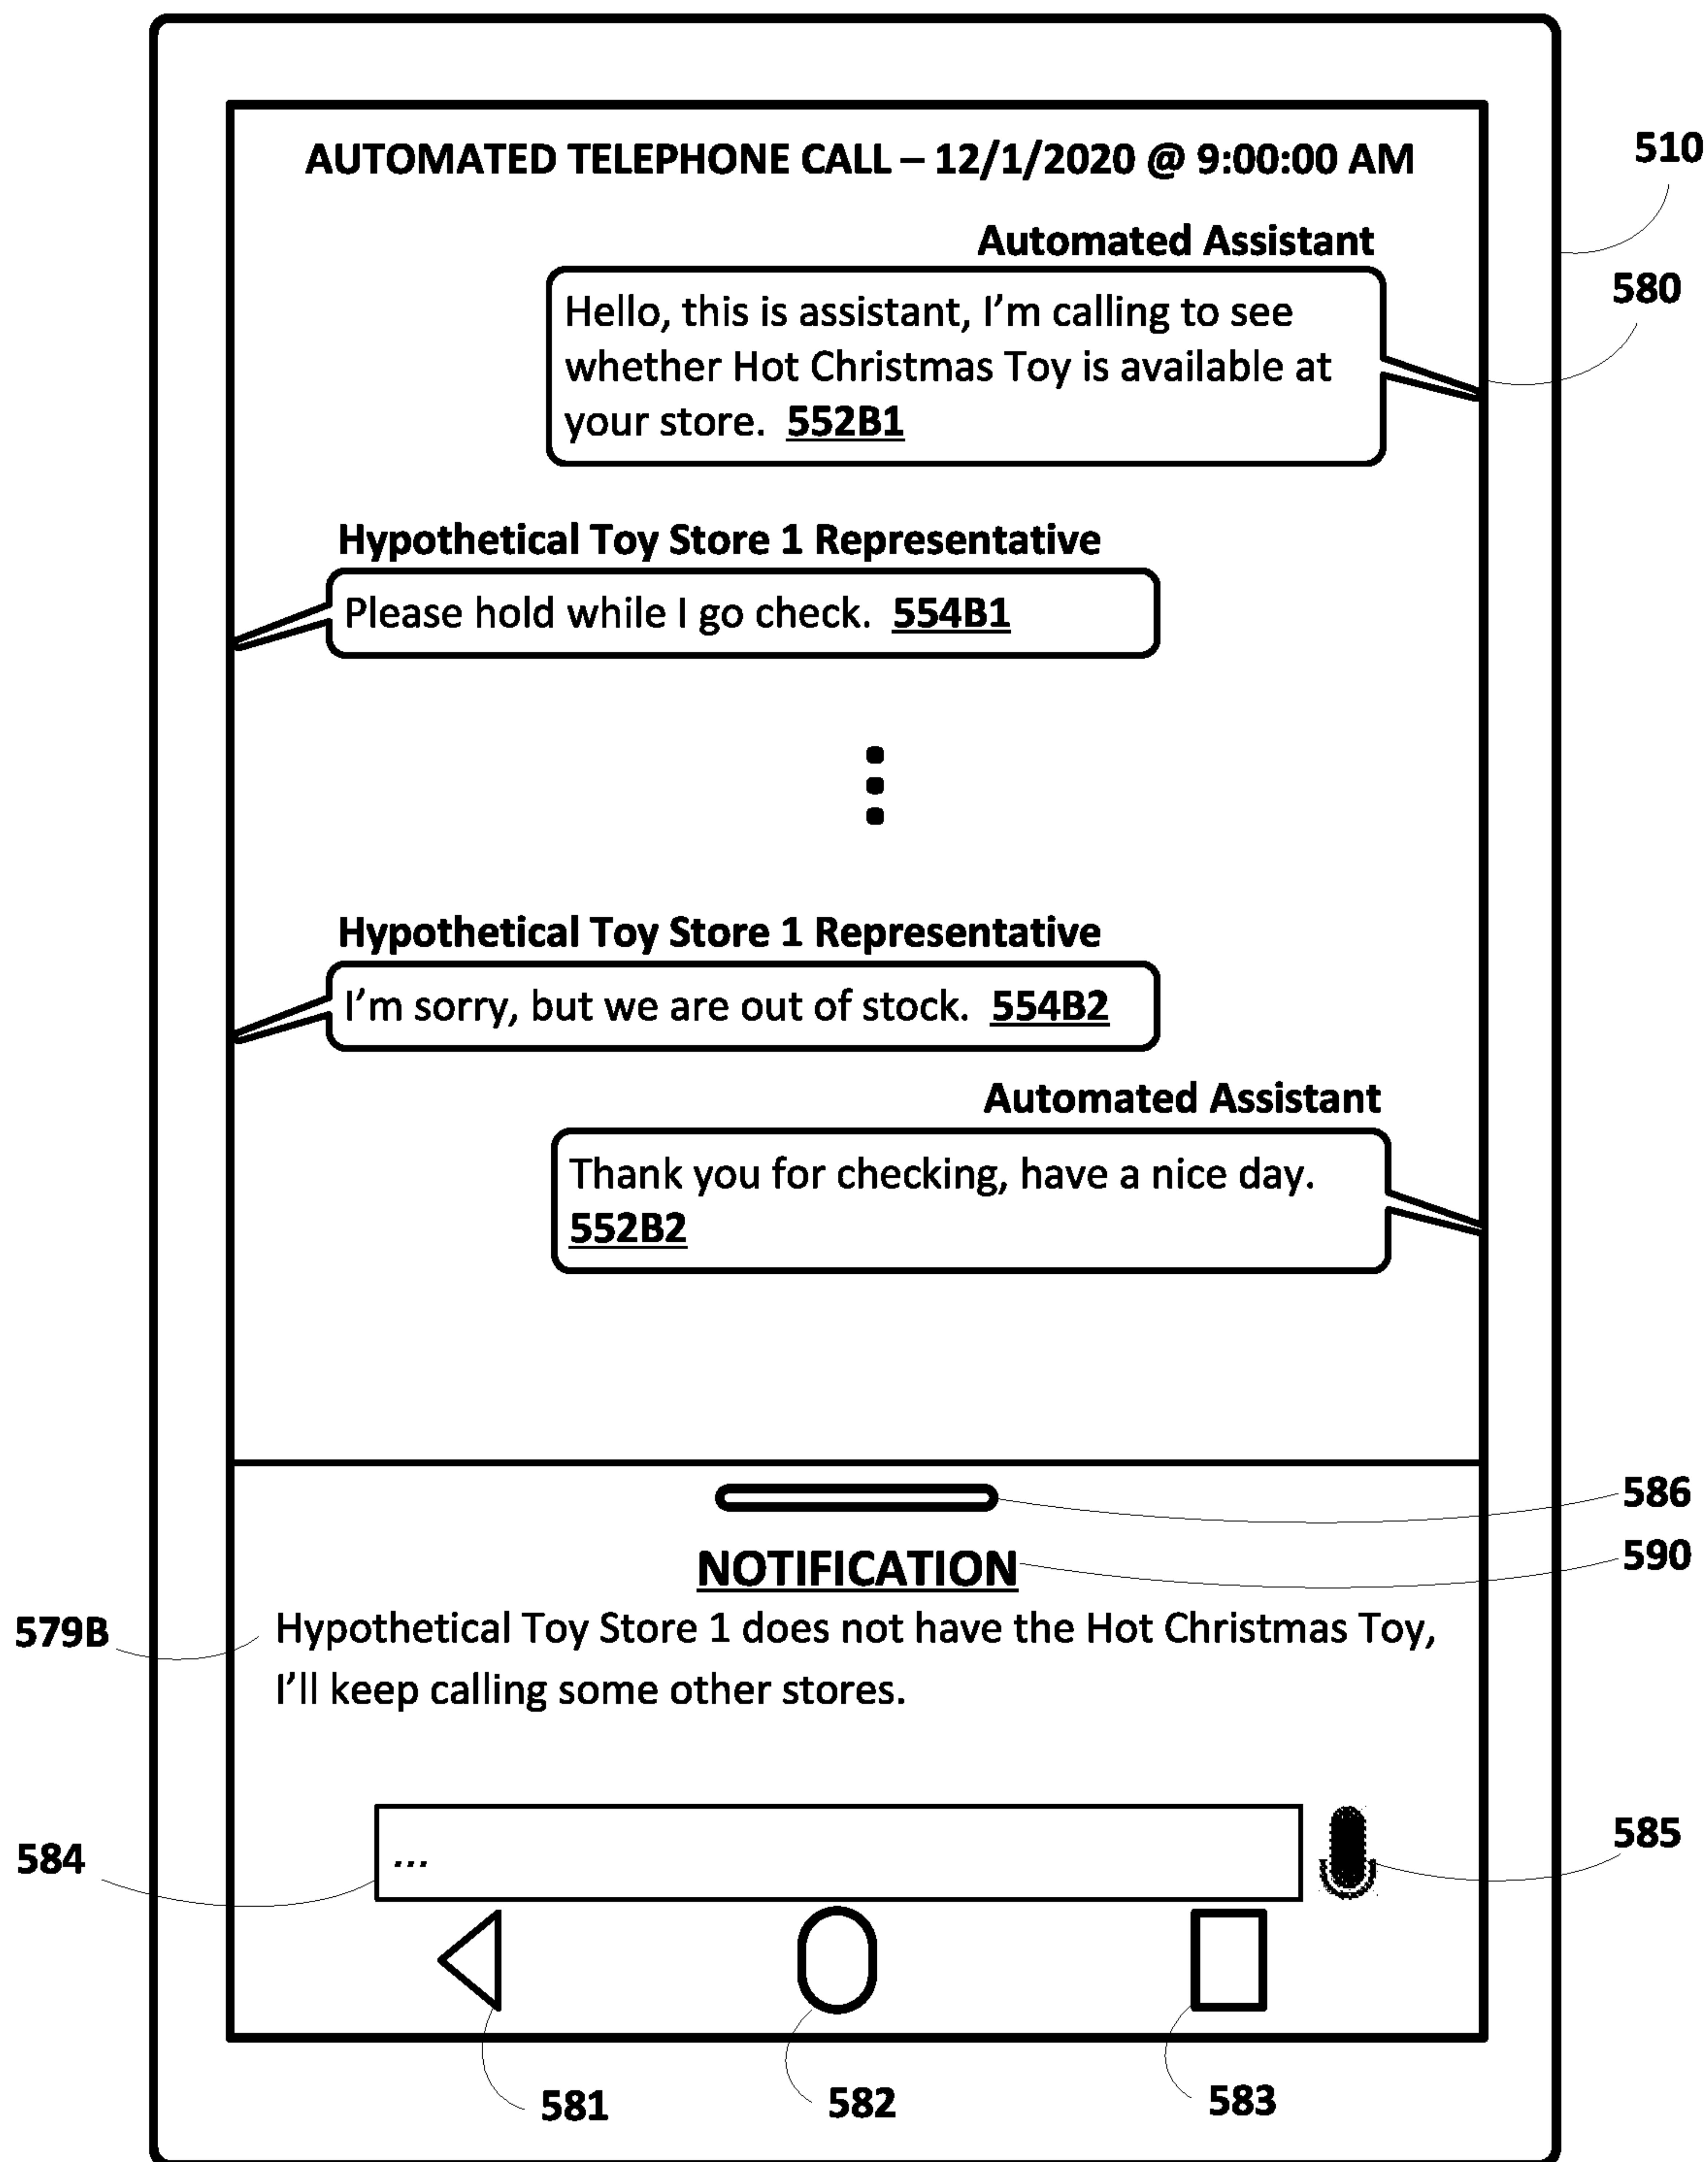 AUTOMATED TELEPHONE CALL – 12/1/2020 @ 9:00:00 AM
510
Automated Assistant
580
Hello, this is assistant, I'm calling to see
whether Hot Christmas Toy is available at
your store. 552B1
Hypothetical Toy Store 1 Representative
Please hold while I go check. 554B1
Hypothetical Toy Store 1 Representative
I'm sorry, but we are out of stock. 554B2
Automated Assistant
Thank you for checking, have a nice day.
552B2
586
NOTIFICATION
590
579B
Hypothetical Toy Store 1 does not have the Hot Christmas Toy,
I'll keep calling some other stores.
584
...
585
581
582
583